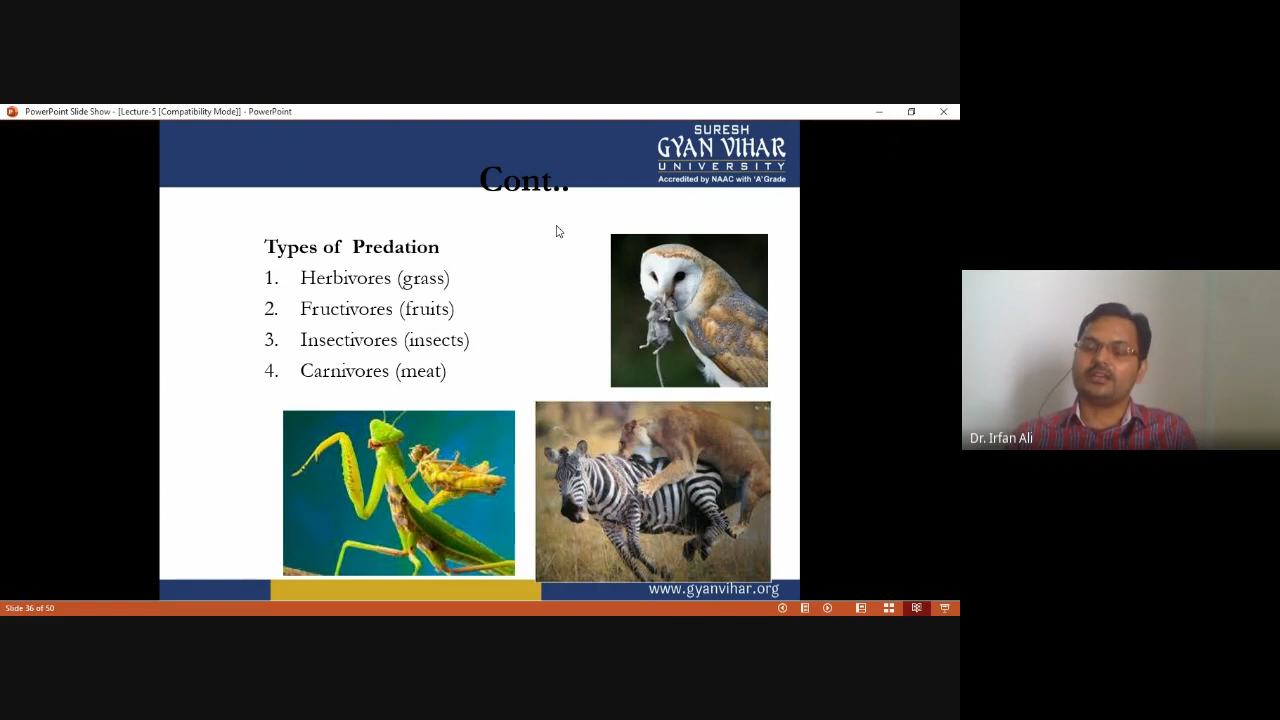 PowerPoint Slide Show - [Lecture-5 [Compatibility Mode]] - PowerPoint
SURESH
GYAN VIHAR
UNIVERSITY
Accredited by NAAC with 'A' Grade
Cont..
Types of Predation
1. Herbivores (grass)
2. Fructivores (fruits)
3. Insectivores (insects)
4. Carnivores (meat)
Dr. Irfan Ali
www.gyanvihar.org
Slide 36 of 50